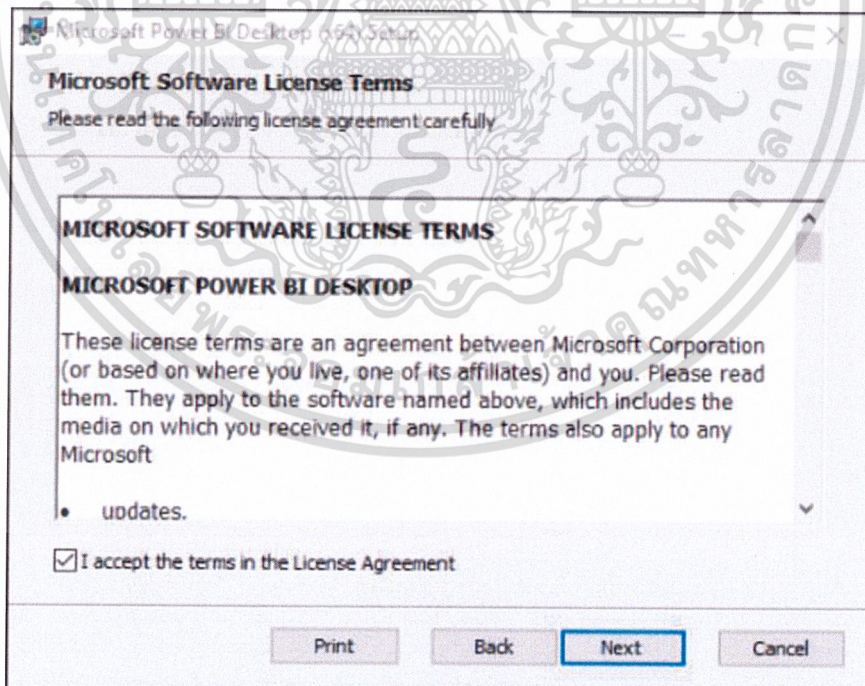 Microsoft Power BI Desktop (x64) Setup
Microsoft Software License Terms
Please read the following license agreement carefully
MICROSOFT SOFTWARE LICENSE TERMS
MICROSOFT POWER BI DESKTOP
These license terms are an agreement between Microsoft Corporation
(or based on where you live, one of its affiliates) and you. Please read
them. They apply to the software named above, which includes the
media on which you received it, if any. The terms also apply to any
Microsoft
• updates.
I accept the terms in the License Agreement
Print Back Next Cancel